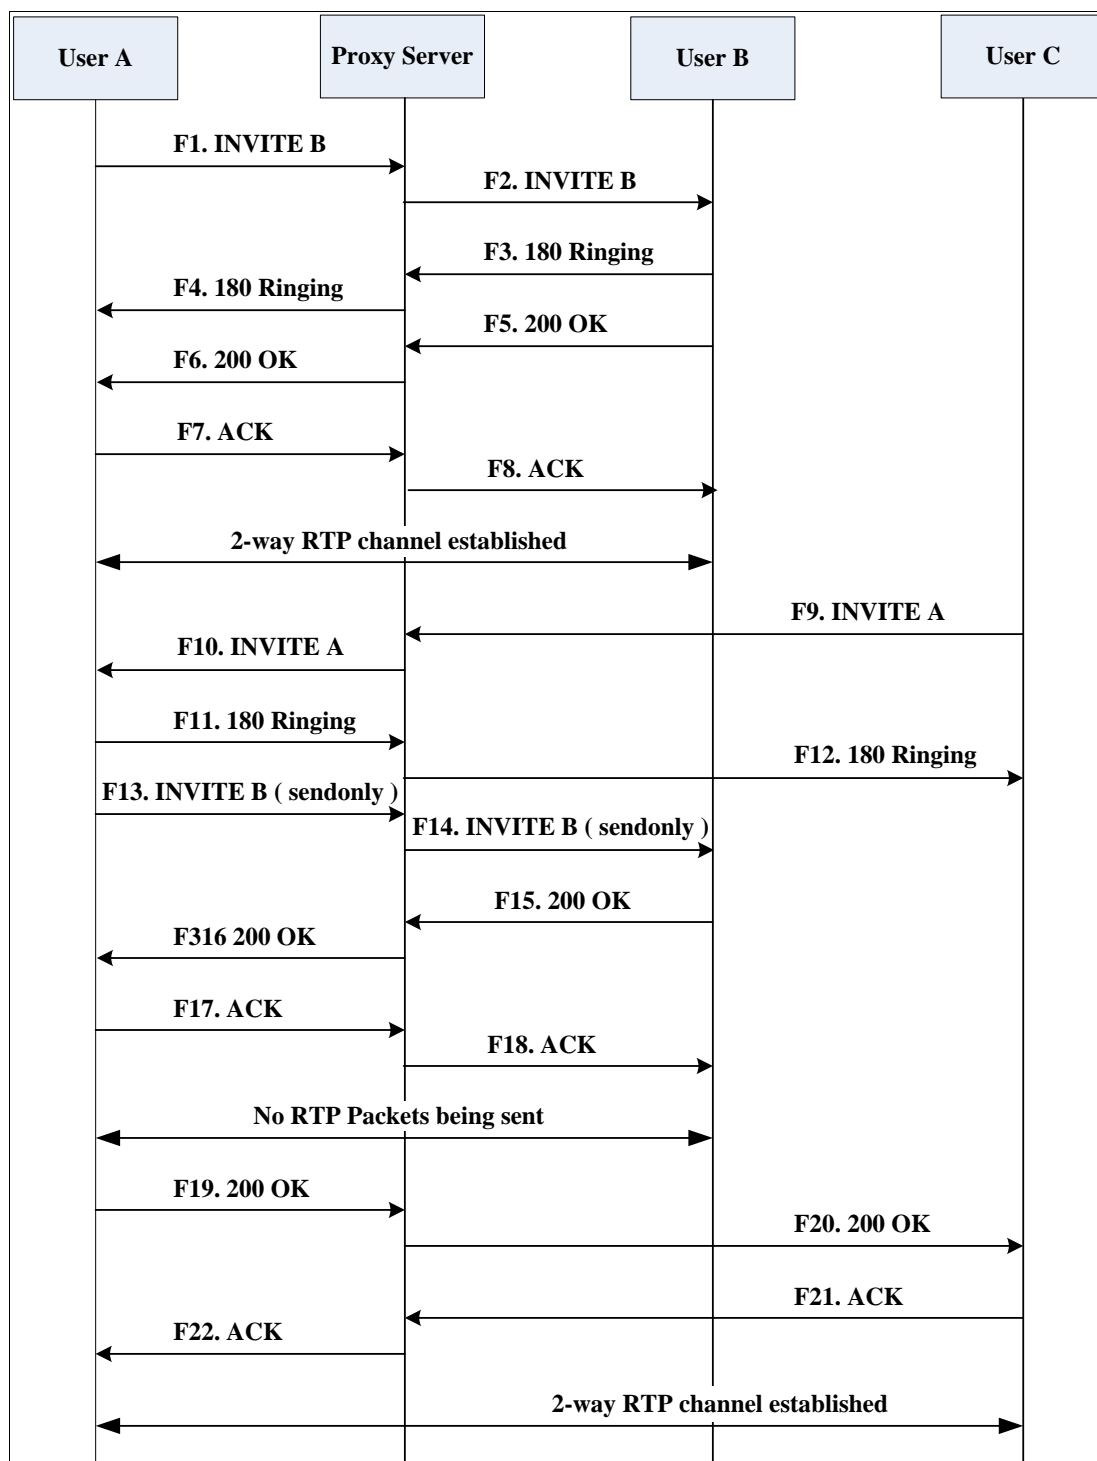 User A
Proxy Server
User B
User C
F1. INVITE B
F2. INVITE B
F3. 180 Ringing
F4. 180 Ringing
F5. 200 OK
F6. 200 OK
F7. ACK
F8. ACK
2-way RTP channel established
F9. INVITE A
F10. INVITE A
F11. 180 Ringing
F12. 180 Ringing
F13. INVITE B ( sendonly )
F14. INVITE B ( sendonly )
F15. 200 OK
F316 200 OK
F17. ACK
F18. ACK
No RTP Packets being sent
F19. 200 OK
F20. 200 OK
F21. ACK
F22. ACK
2-way RTP channel established